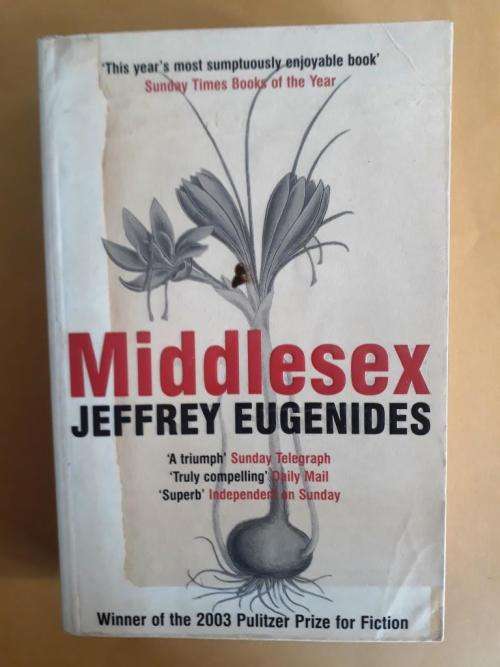 'This year's most sumptuously enjoyable book'
Sunday Times Books of the Year
Middlesex
JEFFREY EUGENIDES
'A triumph' Sunday Telegraph
'Truly compelling' Daily Mail
'Superb' Independent on Sunday
Winner of the 2003 Pulitzer Prize for Fiction